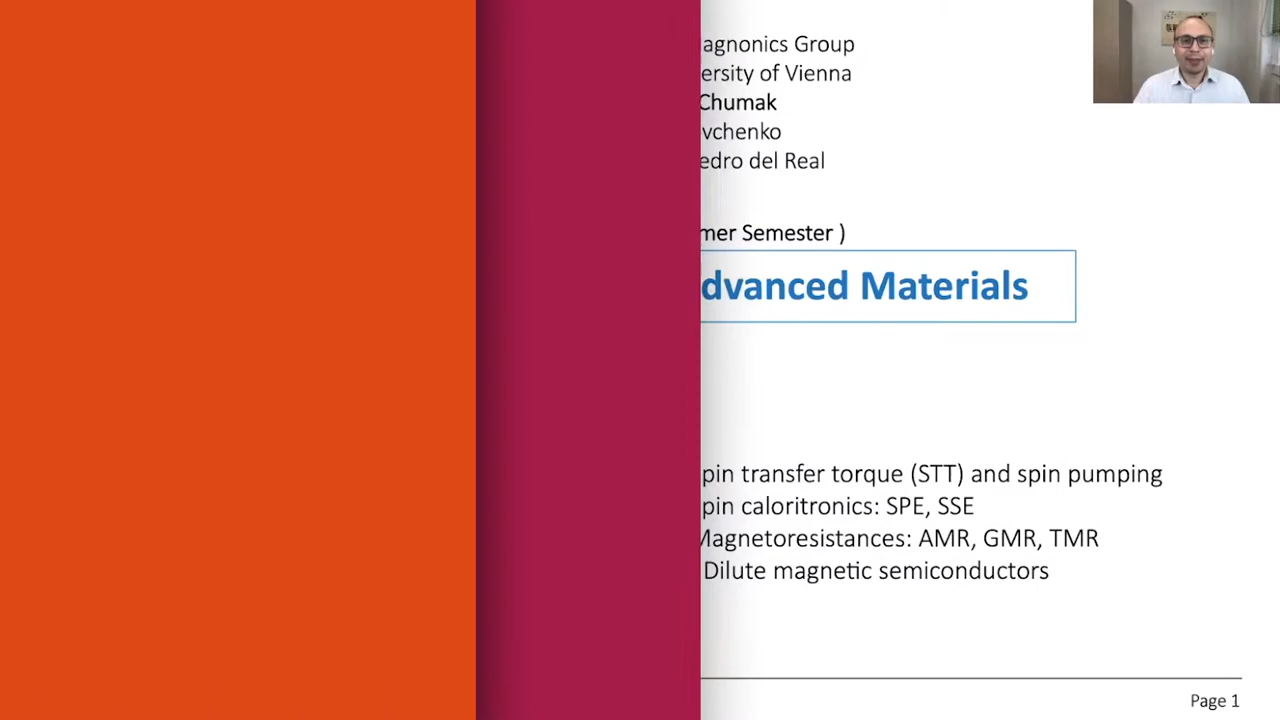 agnonics Group
ersity of Vienna
Chumak
vchenko
edro del Real
mer Semester )
dvanced Materials
pin transfer torque (STT) and spin pumping
pin caloritronics: SPE, SSE
Magnetoresistances: AMR, GMR, TMR
Dilute magnetic semiconductors
Page 1